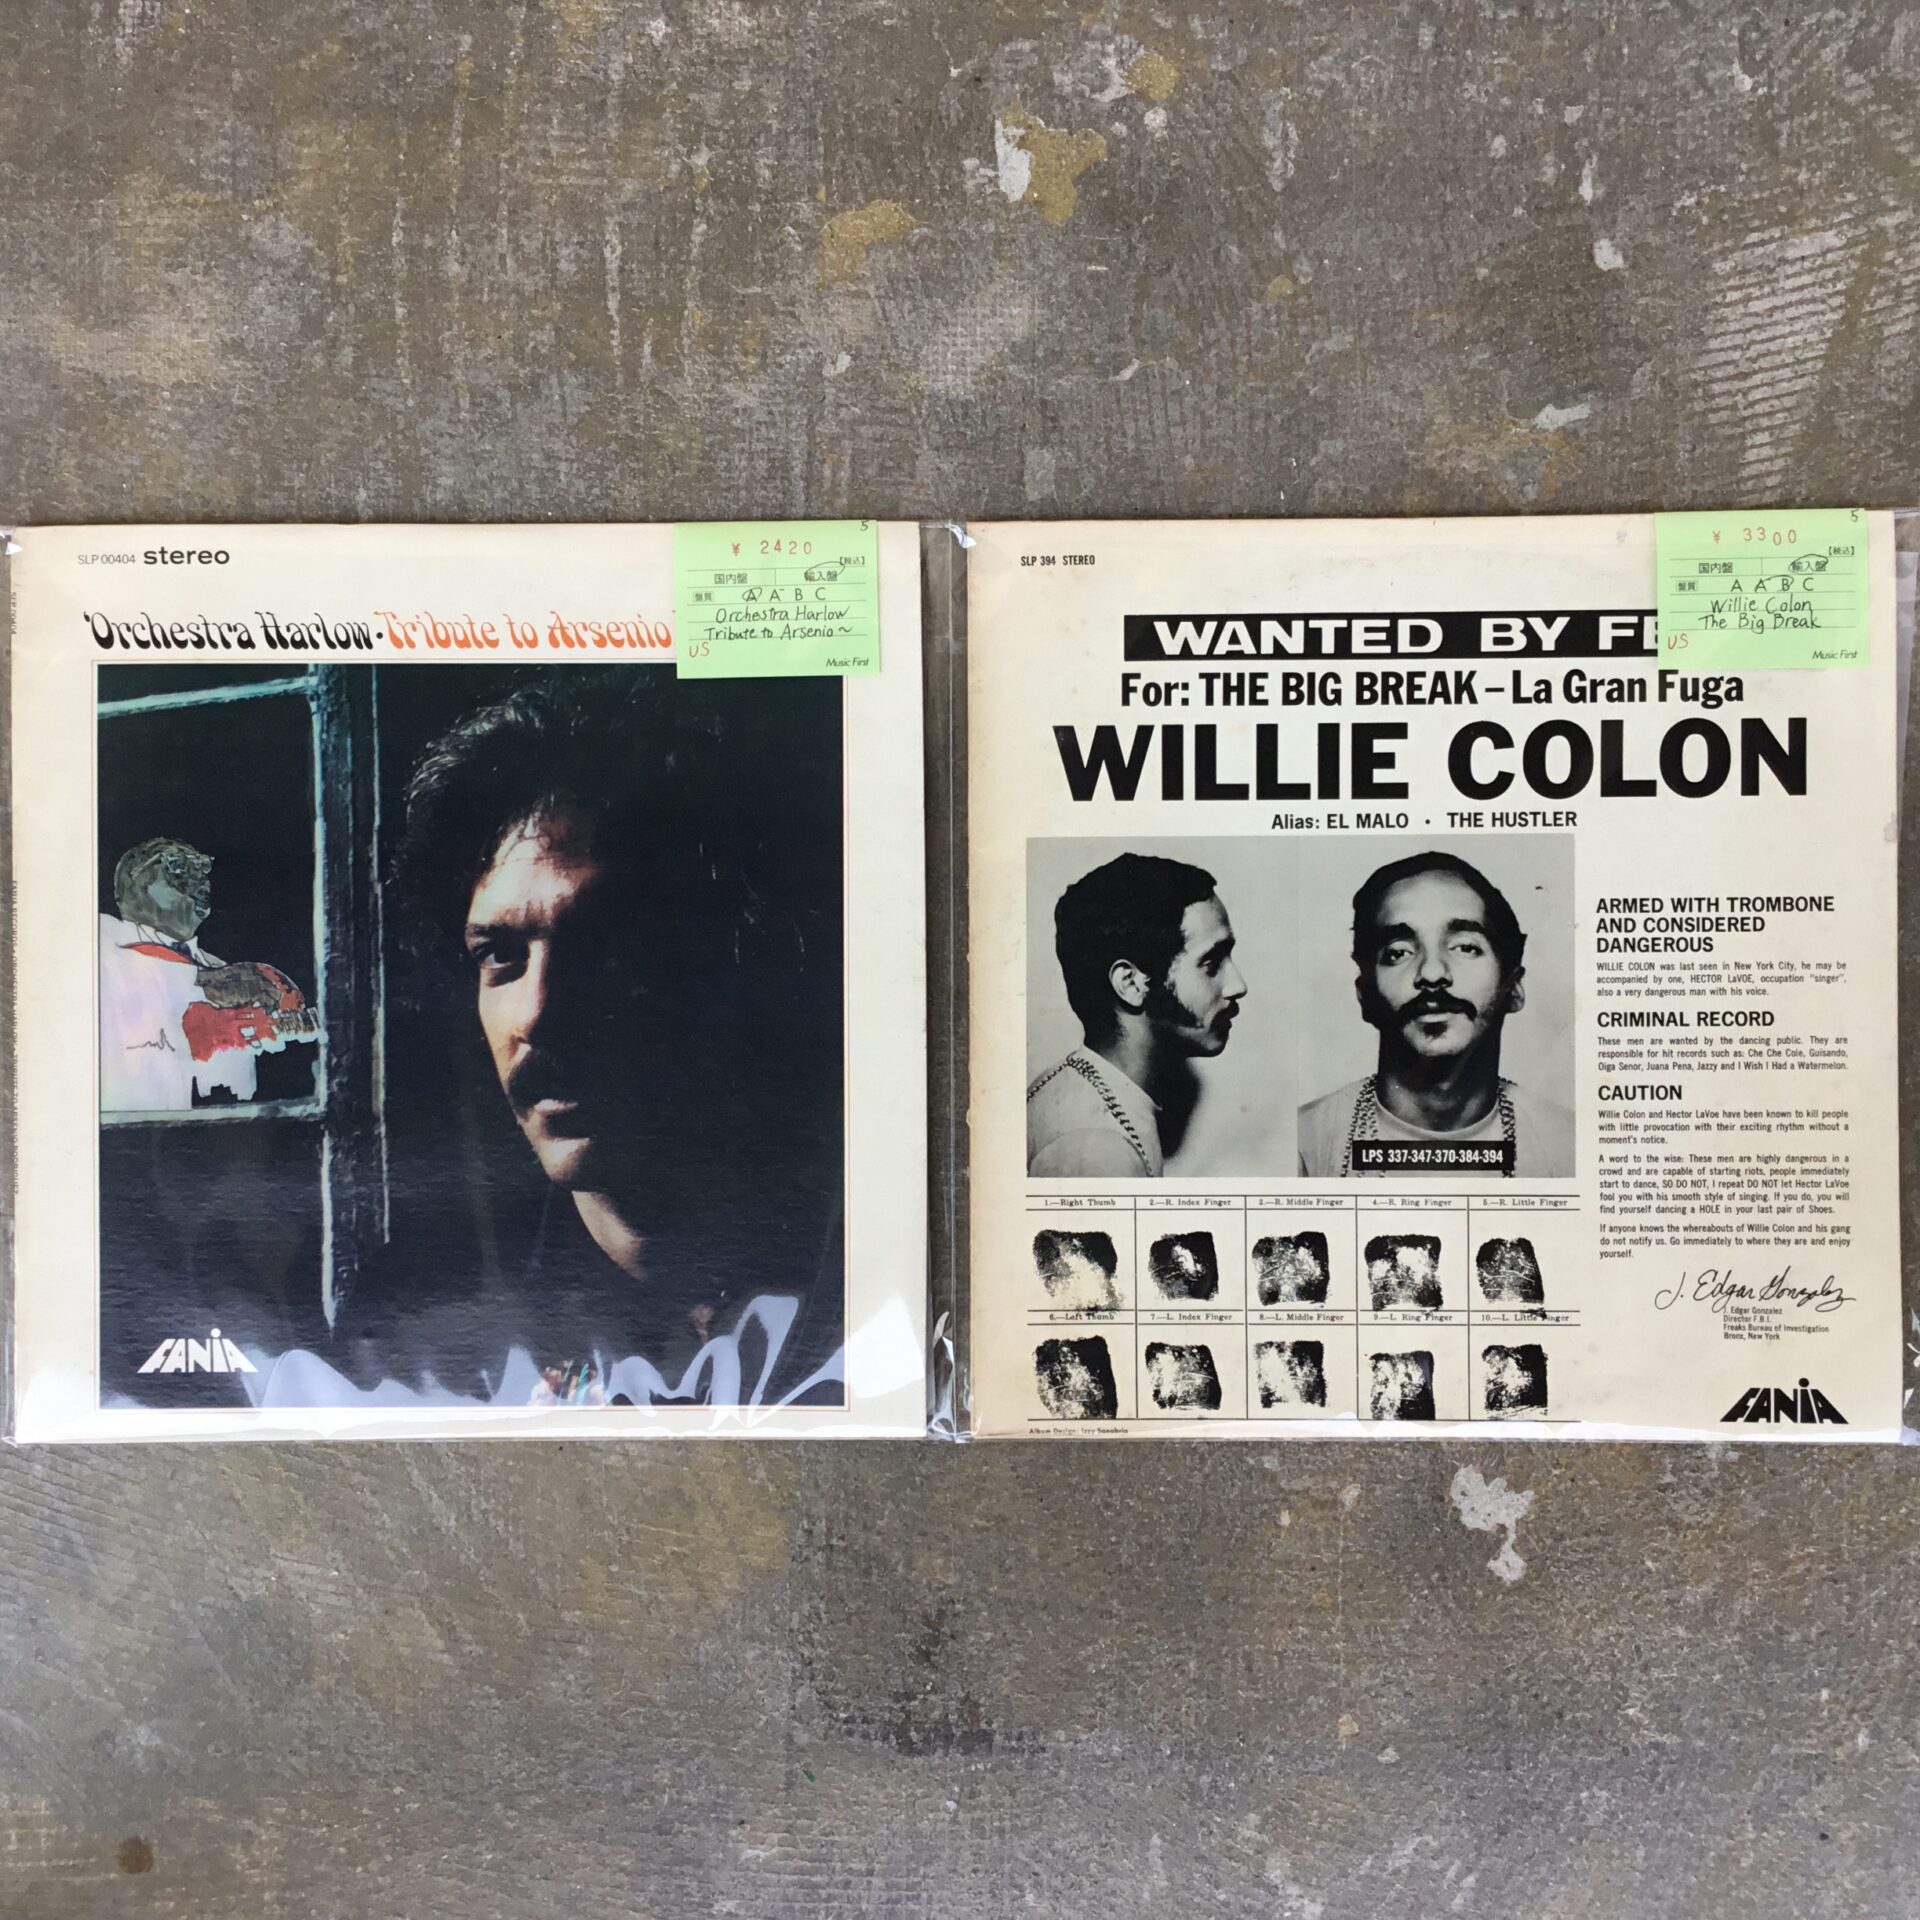 SLP 00404 stereo
Orchestra Harlow · Tribute to Arsenio
5
¥ 2420
【税込】
国内盤 輸入盤
盤質 A A⁻ B C
Orchestra Harlow
Tribute to Arsenio~
US
Music First
FANIA
SLP 394 STEREO
5
¥ 3300
【税込】
国内盤 輸入盤
盤質 A A⁻ B C
Willie Colon
The Big Break
US
Music First
WANTED BY
For: THE BIG BREAK – La Gran Fuga
WILLIE COLON
Alias: EL MALO • THE HUSTLER
LPS 337-347-370-384-394
ARMED WITH TROMBONE
AND CONSIDERED
DANGEROUS
WILLIE COLON was last seen in New York City, he may be
accompanied by one, HECTOR LaVOE, occupation "singer",
also a very dangerous man with his voice.
CRIMINAL RECORD
These men are wanted by the dancing public. They are
responsible for hit records such as: Che Che Cole, Guisando,
Oiga Senor, Juana Pena, Jazzy and I Wish I Had a Watermelon.
CAUTION
Willie Colon and Hector LaVoe have been known to kill people
with little provocation with their exciting rhythm without a
moment's notice.
A word to the wise: These men are highly dangerous in a
crowd and are capable of starting riots, people immediately
start to dance, SO DO NOT, I repeat DO NOT let Hector LaVoe
fool you with his smooth style of singing. If you do, you will
find yourself dancing a HOLE in your last pair of Shoes.
If anyone knows the whereabouts of Willie Colon and his gang
do not notify us. Go immediately to where they are and enjoy
yourself.
J. Edgar Gonzalez
J. Edgar Gonzalez
Director F.B.I.
Freaks Bureau of Investigation
Bronx, New York
1.—Right Thumb 2.—R. Index Finger 3.—R. Middle Finger 4.—R. Ring Finger 5.—R. Little Finger
6.—Left Thumb 7.—L. Index Finger 8.—L. Middle Finger 9.—L. Ring Finger 10.—L. Little Finger
Album Design: Izzy Sanabria
FANIA